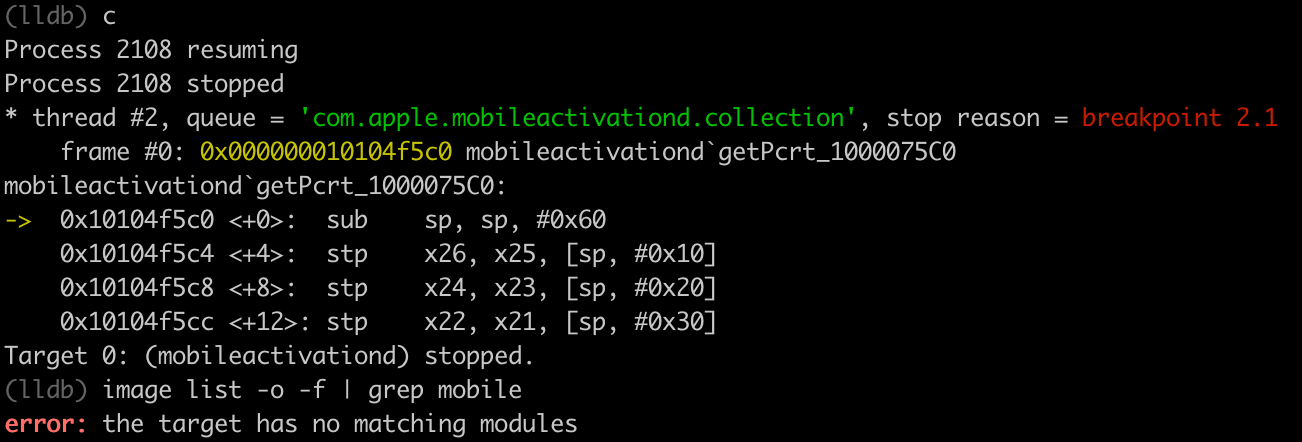 (lldb) c
Process 2108 resuming
Process 2108 stopped
* thread #2, queue = 'com.apple.mobileactivationd.collection', stop reason = breakpoint 2.1
    frame #0: 0x000000010104f5c0 mobileactivationd`getPcrt_1000075C0
mobileactivationd`getPcrt_1000075C0:
->  0x10104f5c0 <+0>:  sub    sp, sp, #0x60
    0x10104f5c4 <+4>:  stp    x26, x25, [sp, #0x10]
    0x10104f5c8 <+8>:  stp    x24, x23, [sp, #0x20]
    0x10104f5cc <+12>: stp    x22, x21, [sp, #0x30]
Target 0: (mobileactivationd) stopped.
(lldb) image list -o -f | grep mobile
error: the target has no matching modules